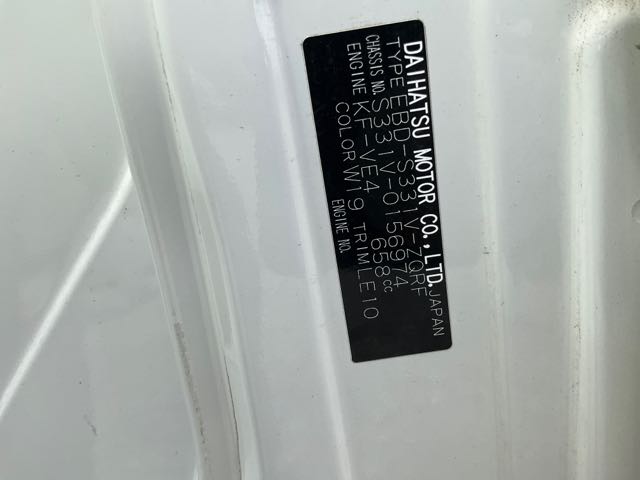 DAIHATSU MOTOR CO.,LTD. JAPAN
TYPE EBD-S331V-ZQRF
CHASSIS NO. S331V-0156974
ENGINE KF-VE4 658cc
COLOR W19 TRIM LE10
ENGINE NO.